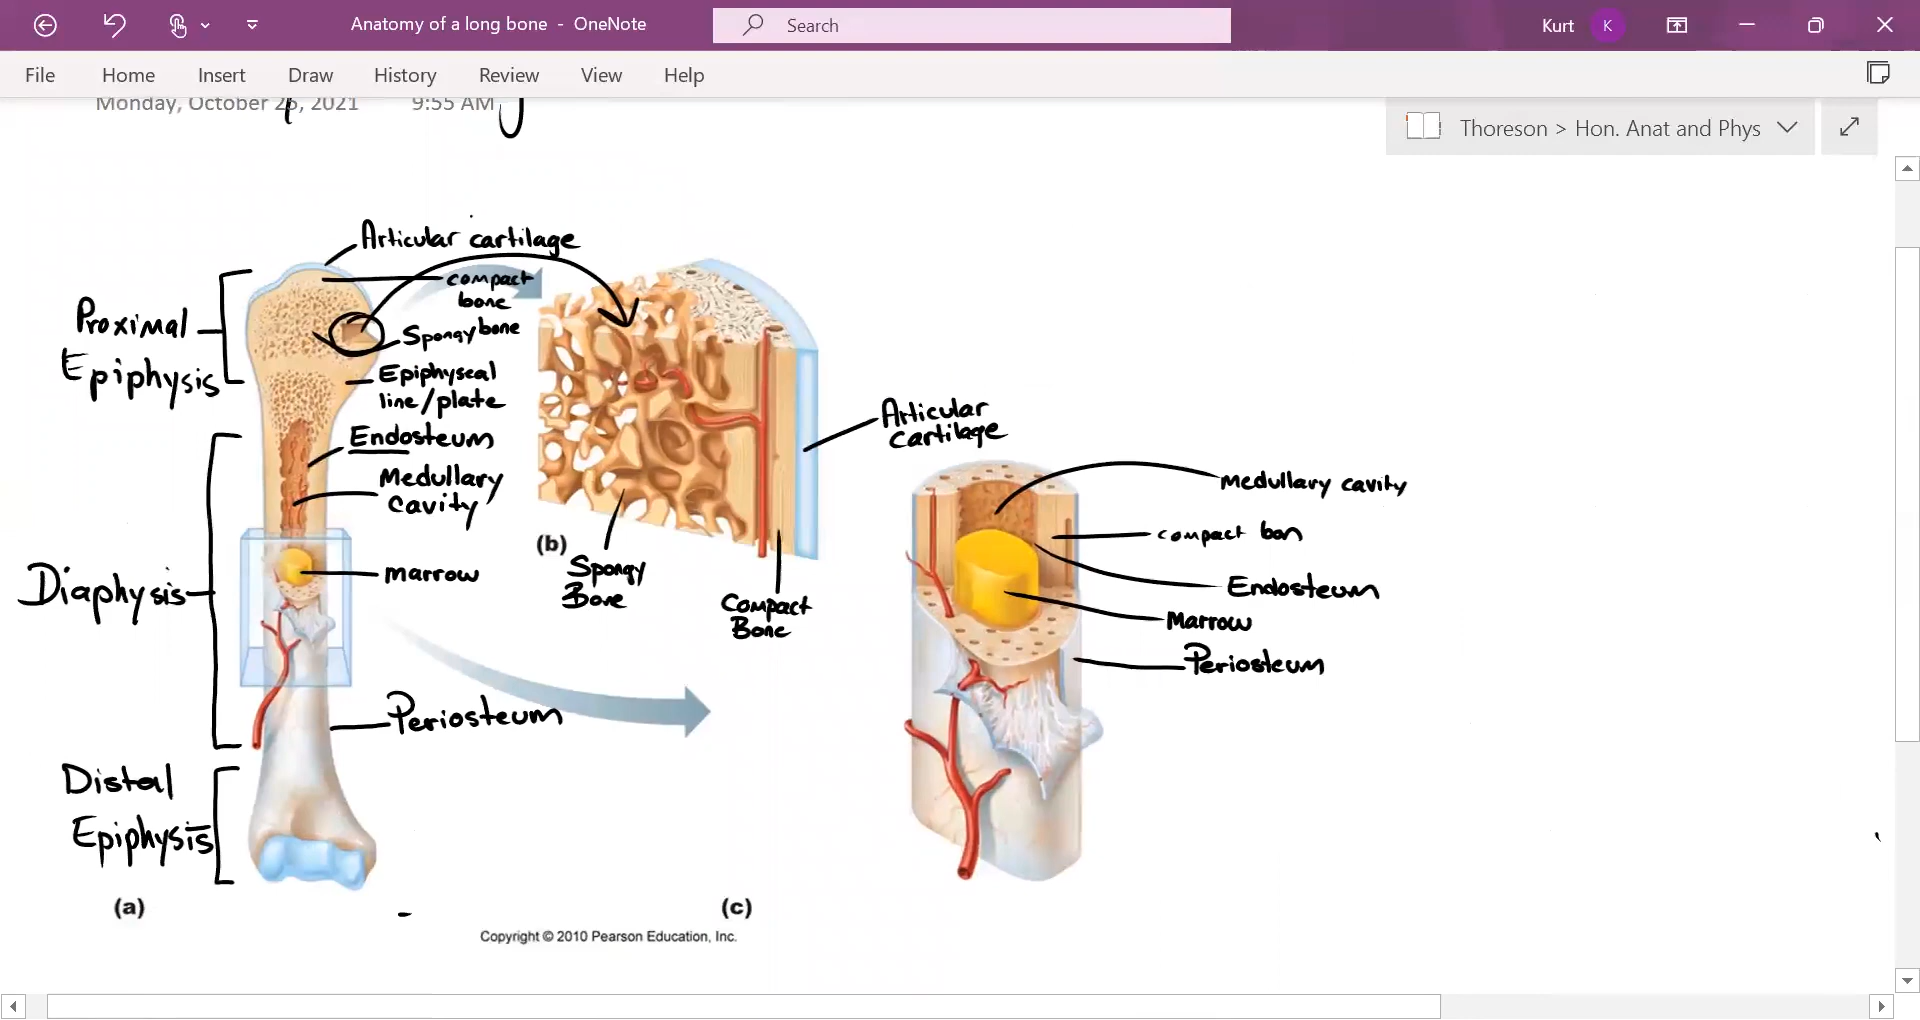 Anatomy of a long bone - OneNote
Search
Kurt
K
File Home Insert Draw History Review View Help
Monday, October 25, 2021 9:55 AM
Thoreson > Hon. Anat and Phys
Articular cartilage
compact
bone
Proximal
Epiphysis
Spongy bone
Epiphyseal
line/plate
Endosteum
Medullary
cavity
Diaphysis
marrow
Periosteum
Distal
Epiphysis
(a)
(b)
Spongy
Bone
Compact
Bone
Articular
cartilage
Medullary cavity
compact bon
Endosteum
Marrow
Periosteum
(c)
Copyright © 2010 Pearson Education, Inc.